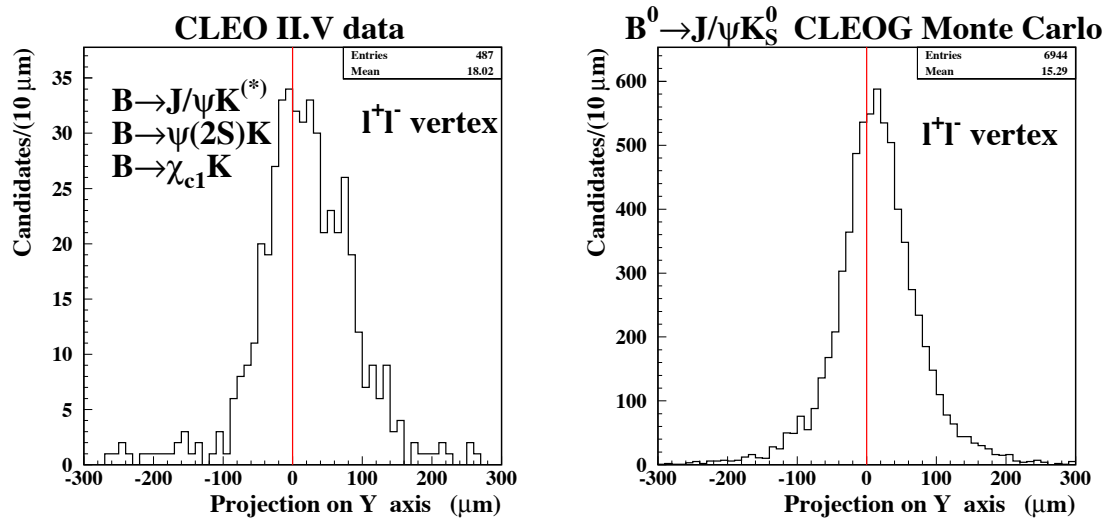 CLEO II.V data
Entries 487
Mean 18.02
B→J/ψK(*)
B→ψ(2S)K
B→χc1K
l+l- vertex
Candidates/(10 μm)
35
30
25
20
15
10
5
0
-300 -200 -100 0 100 200 300
Projection on Y axis (μm)
B0→J/ψK0S CLEOG Monte Carlo
Entries 6944
Mean 15.29
l+l- vertex
Candidates/(10 μm)
600
500
400
300
200
100
0
-300 -200 -100 0 100 200 300
Projection on Y axis (μm)